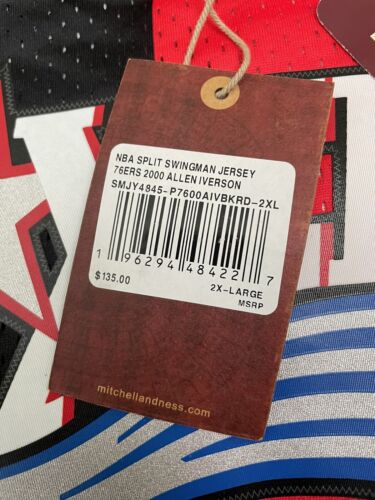 NBA SPLIT SWINGMAN JERSEY
76ERS 2000 ALLEN IVERSON
SMJY4845-P7600AIVBKRD-2XL
1 96294 48422 7
$135.00
2X-LARGE
MSRP
mitchellandness.com